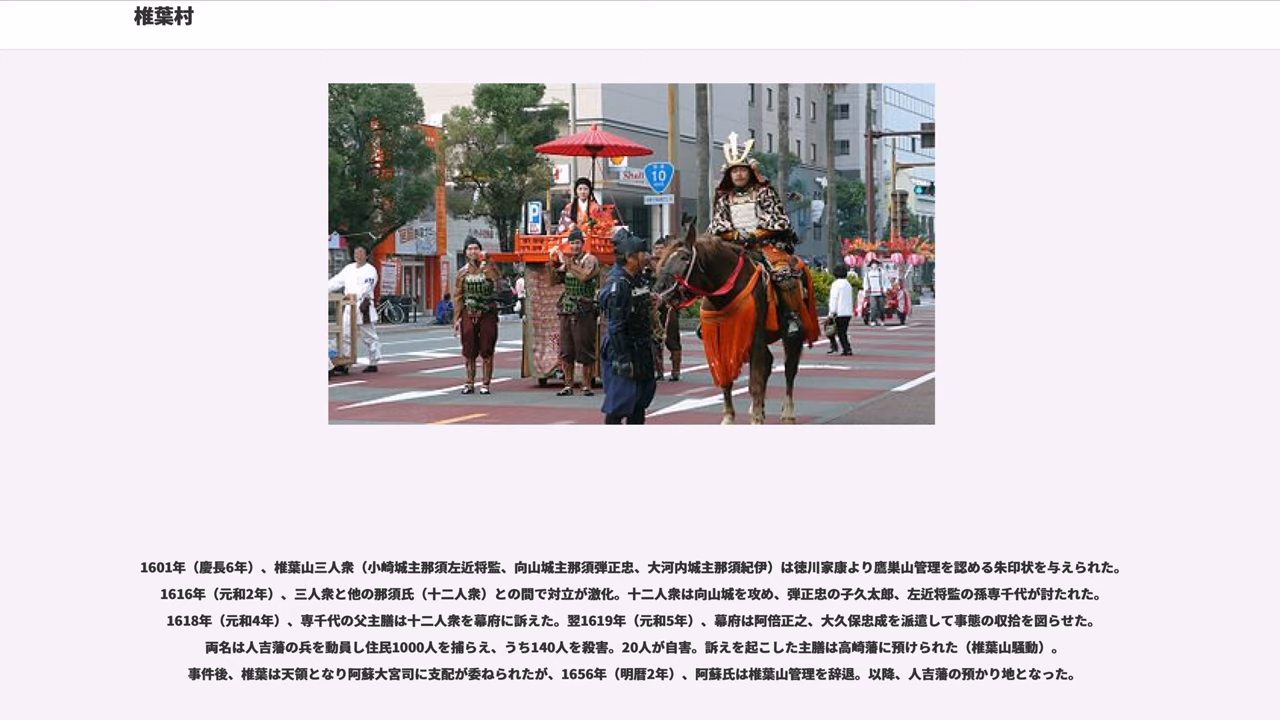 椎葉村
10
P
Shell
1601年（慶長6年）、椎葉山三人衆（小崎城主那須左近将監、向山城主那須弾正忠、大河内城主那須紀伊）は徳川家康より鷹巣山管理を認める朱印状を与えられた。
1616年（元和2年）、三人衆と他の那須氏（十二人衆）との間で対立が激化。十二人衆は向山城を攻め、弾正忠の子久太郎、左近将監の孫専千代が討たれた。
1618年（元和4年）、専千代の父主膳は十二人衆を幕府に訴えた。翌1619年（元和5年）、幕府は阿倍正之、大久保忠成を派遣して事態の収拾を図らせた。
両名は人吉藩の兵を動員し住民1000人を捕らえ、うち140人を殺害。20人が自害。訴えを起こした主膳は高崎藩に預けられた（椎葉山騒動）。
事件後、椎葉は天領となり阿蘇大宮司に支配が委ねられたが、1656年（明暦2年）、阿蘇氏は椎葉山管理を辞退。以降、人吉藩の預かり地となった。